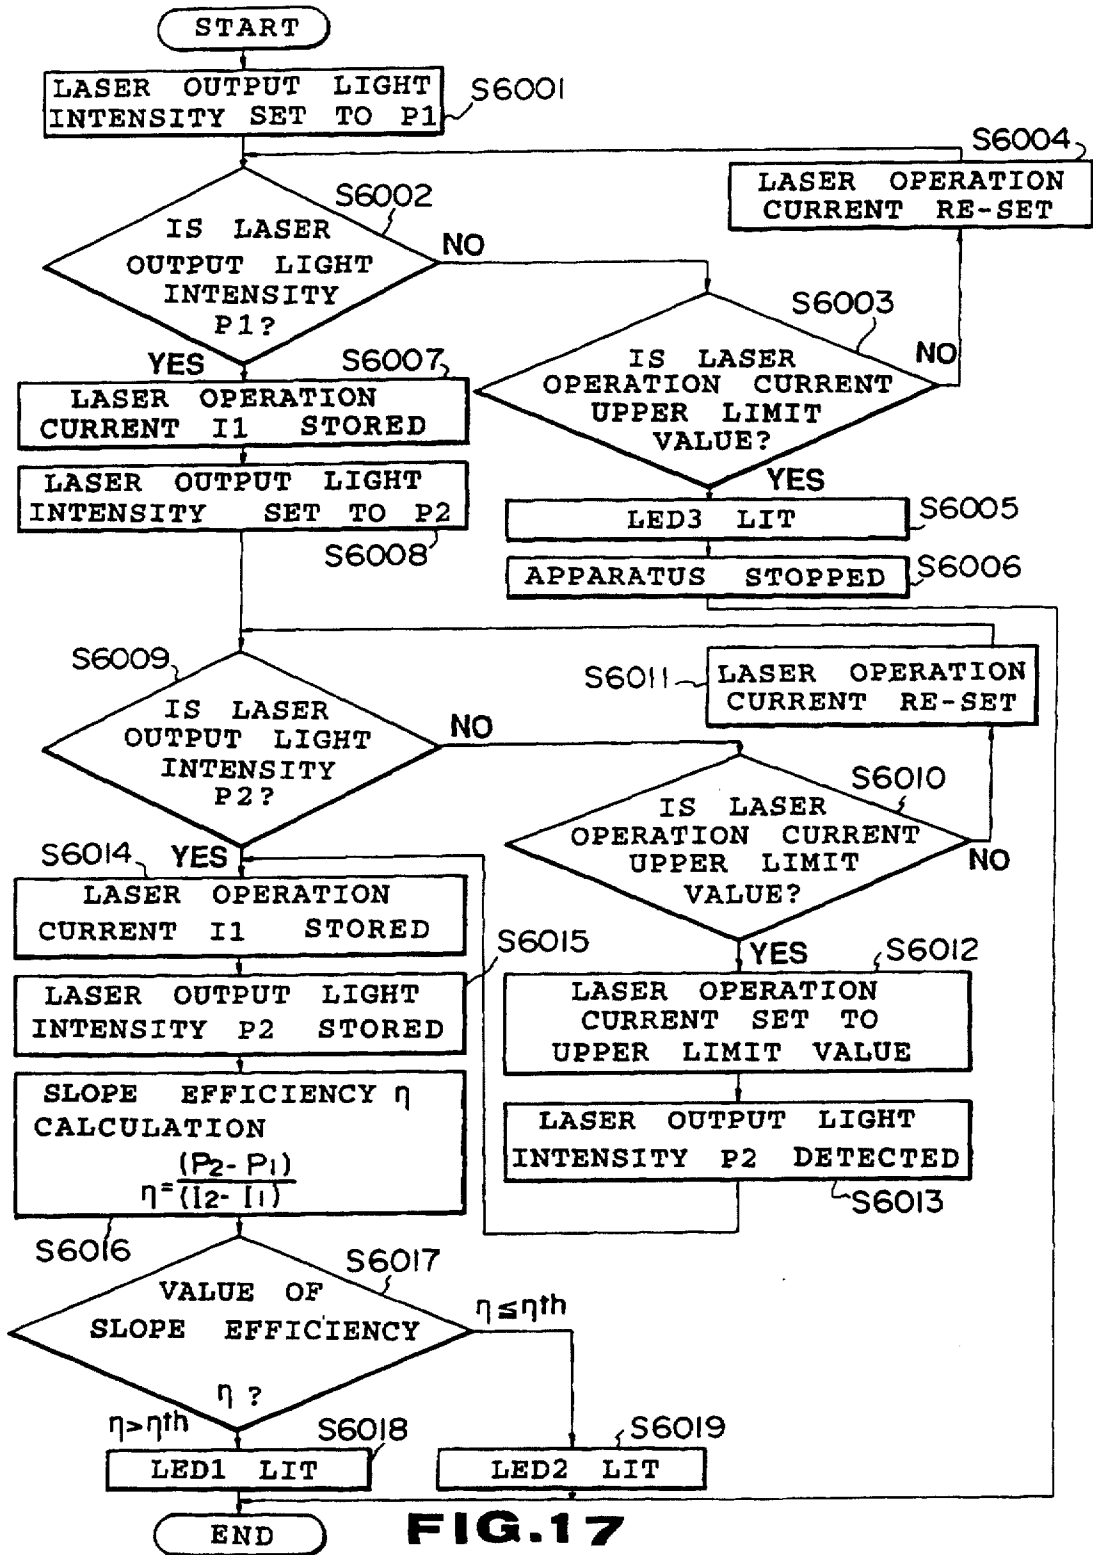 START
LASER OUTPUT LIGHT
INTENSITY SET TO P1
S6001
S6004
LASER OPERATION
CURRENT RE-SET
S6002
IS LASER
OUTPUT LIGHT
INTENSITY
P1?
NO
S6003
IS LASER
OPERATION CURRENT
UPPER LIMIT
VALUE?
NO
YES
YES
S6007
LASER OPERATION
CURRENT I1 STORED
LASER OUTPUT LIGHT
INTENSITY SET TO P2
S6008
LED3 LIT
S6005
APPARATUS STOPPED
S6006
S6009
IS LASER
OUTPUT LIGHT
INTENSITY
P2?
NO
S6011
LASER OPERATION
CURRENT RE-SET
S6010
IS LASER
OPERATION CURRENT
UPPER LIMIT
VALUE?
NO
YES
S6014
YES
LASER OPERATION
CURRENT I1 STORED
S6015
LASER OUTPUT LIGHT
INTENSITY P2 STORED
S6012
LASER OPERATION
CURRENT SET TO
UPPER LIMIT VALUE
LASER OUTPUT LIGHT
INTENSITY P2 DETECTED
S6013
SLOPE EFFICIENCY η
CALCULATION
η=(P2-P1)/(I2-I1)
S6016
S6017
VALUE OF
SLOPE EFFICIENCY
η ?
η≦ηth
η>ηth
S6018
LED1 LIT
S6019
LED2 LIT
END
FIG.17